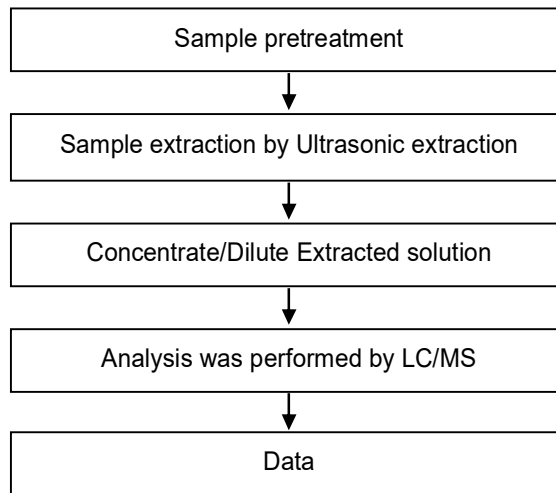 Sample pretreatment
Sample extraction by Ultrasonic extraction
Concentrate/Dilute Extracted solution
Analysis was performed by LC/MS
Data